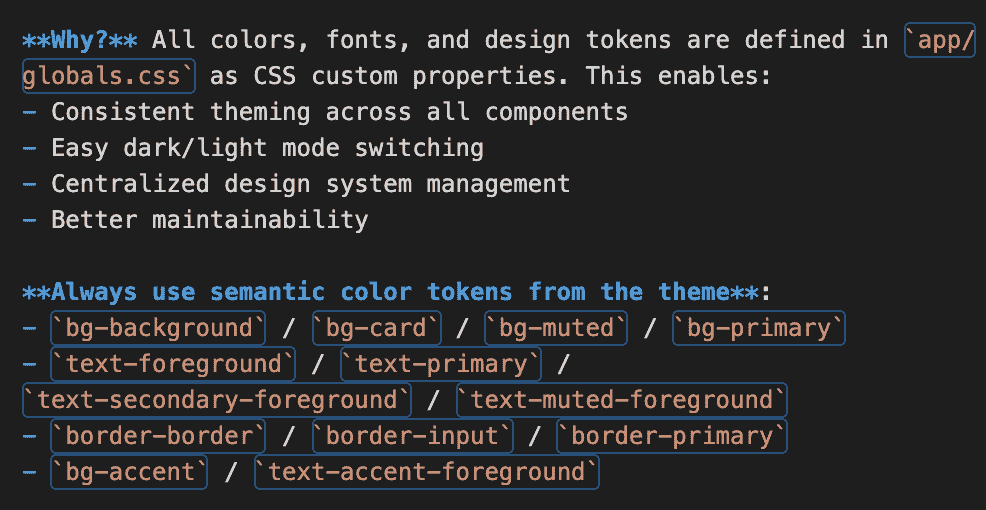 **Why?** All colors, fonts, and design tokens are defined in `app/
globals.css` as CSS custom properties. This enables:
- Consistent theming across all components
- Easy dark/light mode switching
- Centralized design system management
- Better maintainability

**Always use semantic color tokens from the theme**:
- `bg-background` / `bg-card` / `bg-muted` / `bg-primary`
- `text-foreground` / `text-primary` /
`text-secondary-foreground` / `text-muted-foreground`
- `border-border` / `border-input` / `border-primary`
- `bg-accent` / `text-accent-foreground`